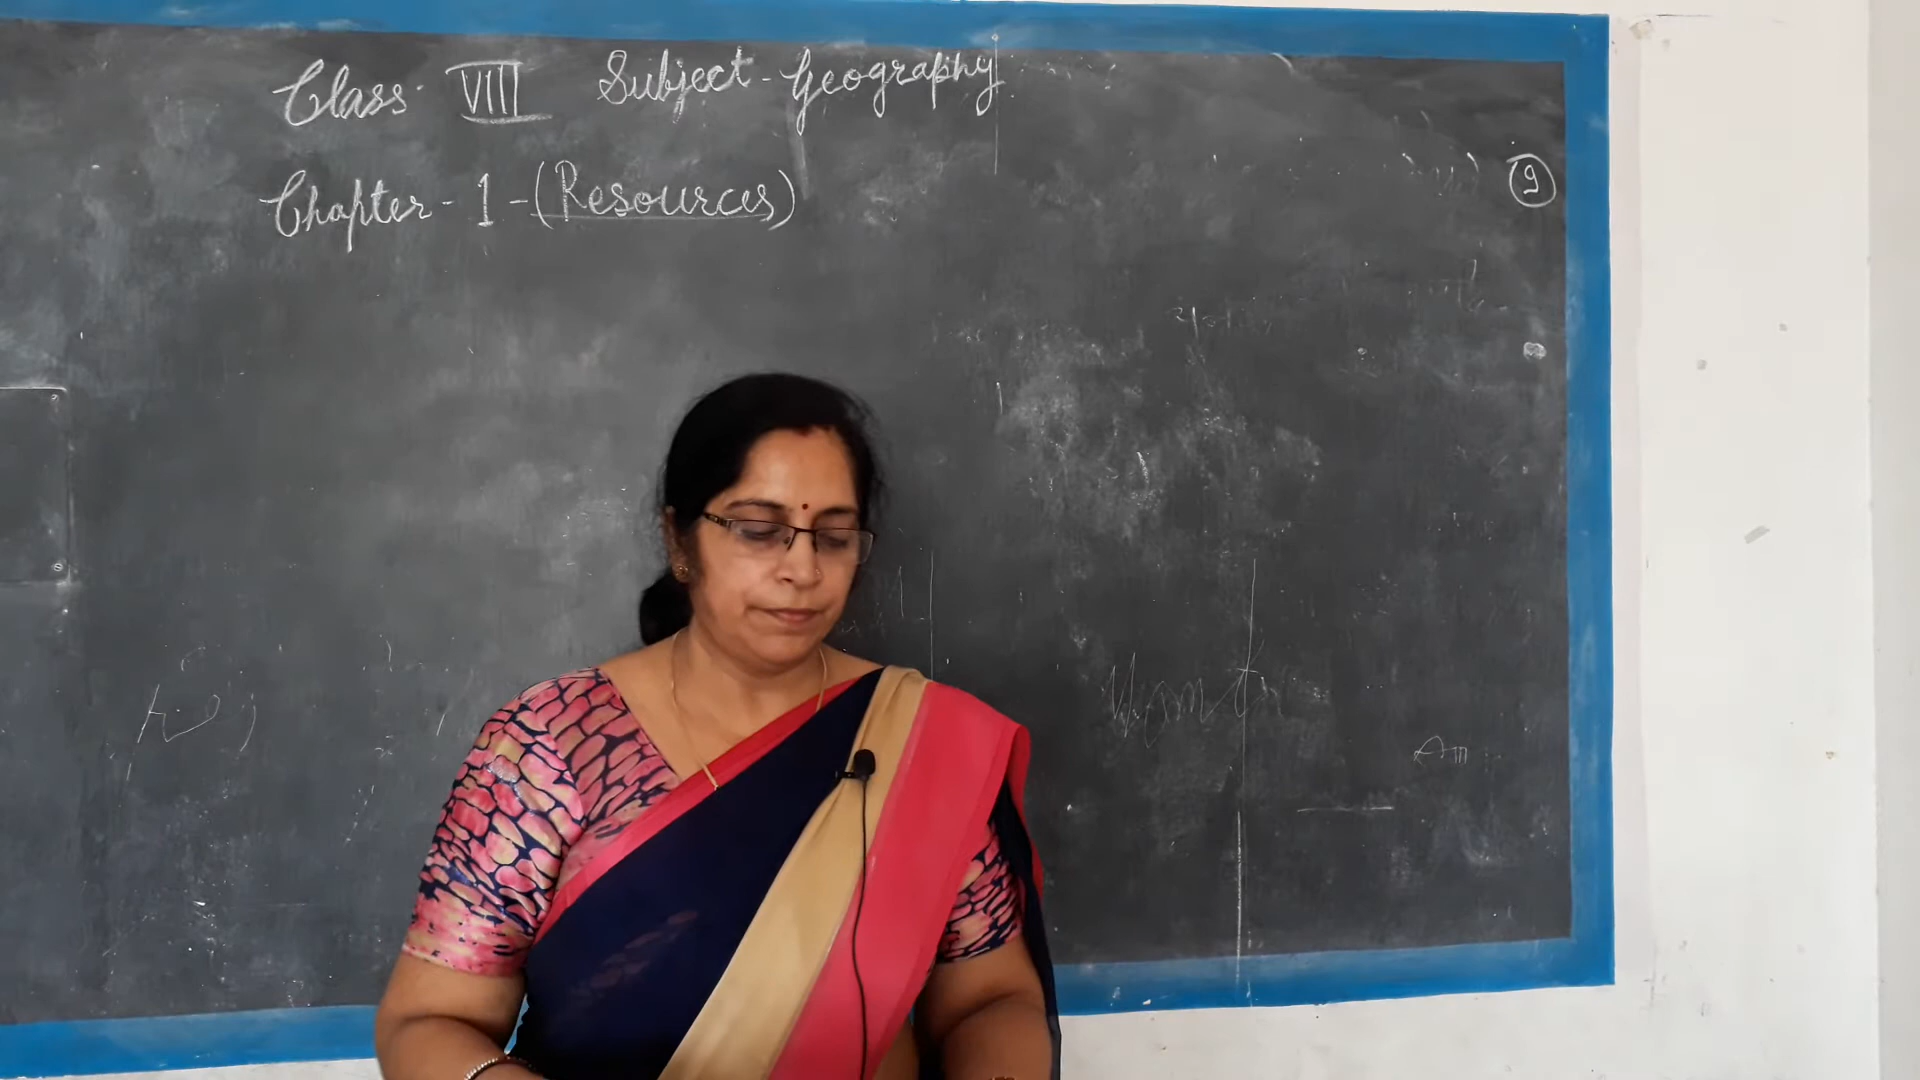 Class VIII Subject - Geography
Chapter - 1 - (Resources)
9